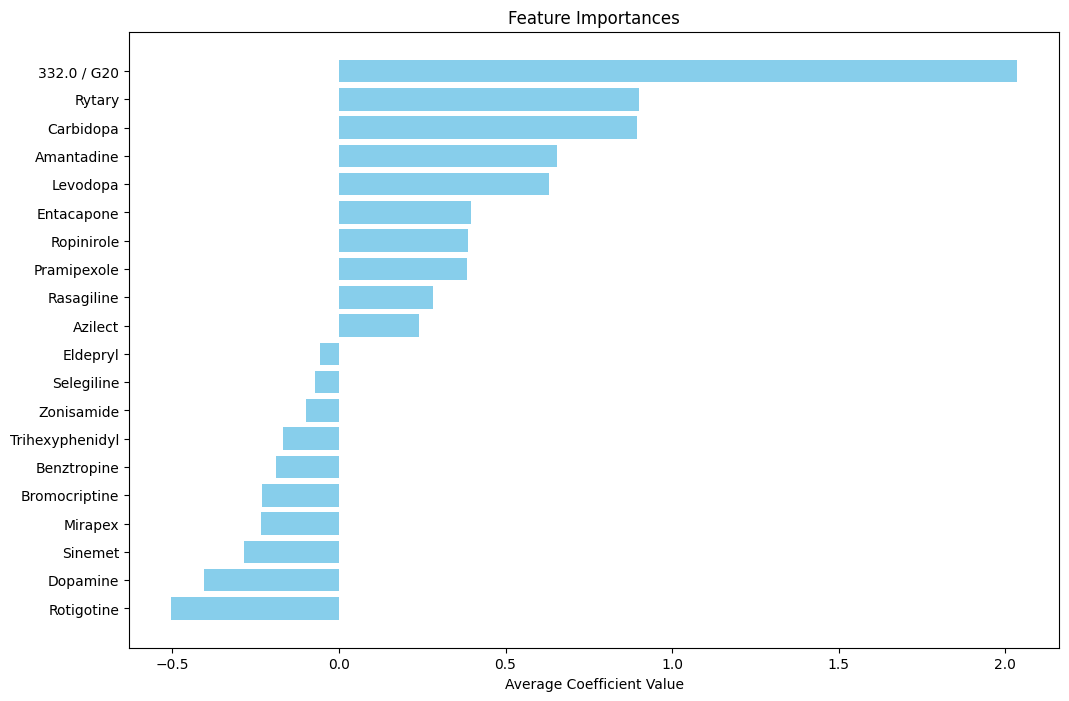 Feature Importances
332.0 / G20
Rytary
Carbidopa
Amantadine
Levodopa
Entacapone
Ropinirole
Pramipexole
Rasagiline
Azilect
Eldepryl
Selegiline
Zonisamide
Trihexyphenidyl
Benztropine
Bromocriptine
Mirapex
Sinemet
Dopamine
Rotigotine
−0.5 0.0 0.5 1.0 1.5 2.0
Average Coefficient Value